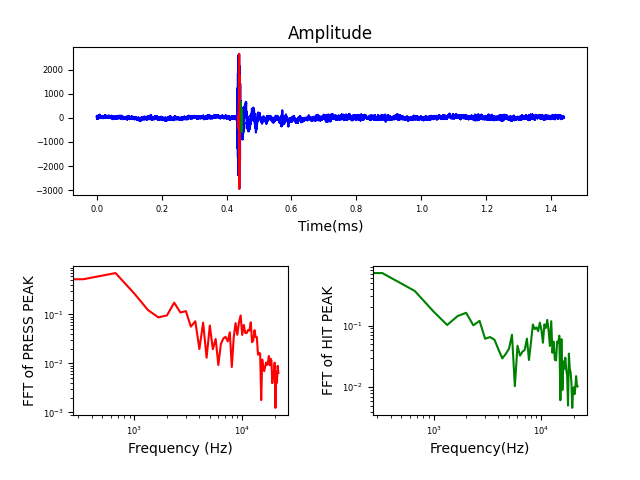 Amplitude
2000
1000
0
−1000
−2000
−3000
0.0 0.2 0.4 0.6 0.8 1.0 1.2 1.4
Time(ms)
FFT of PRESS PEAK
10⁻¹
10⁻²
10⁻³
10³ 10⁴
Frequency (Hz)
FFT of HIT PEAK
10⁻¹
10⁻²
10³ 10⁴
Frequency(Hz)